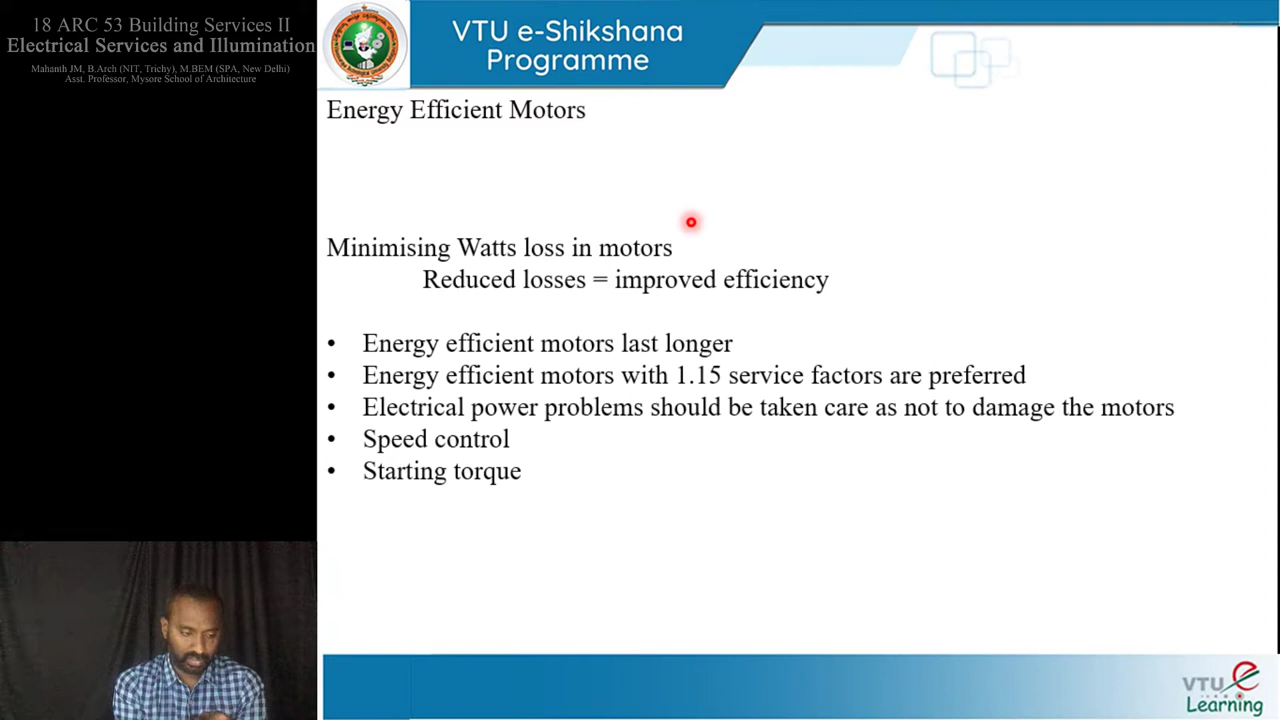 18 ARC 53 Building Services II
Electrical Services and Illumination
Mahanth JM, B.Arch (NIT, Trichy), M.BEM (SPA, New Delhi)
Asst. Professor, Mysore School of Architecture
VTU e-Shikshana
Programme
Energy Efficient Motors
Minimising Watts loss in motors
Reduced losses = improved efficiency
• Energy efficient motors last longer
• Energy efficient motors with 1.15 service factors are preferred
• Electrical power problems should be taken care as not to damage the motors
• Speed control
• Starting torque
VTU e
Learning